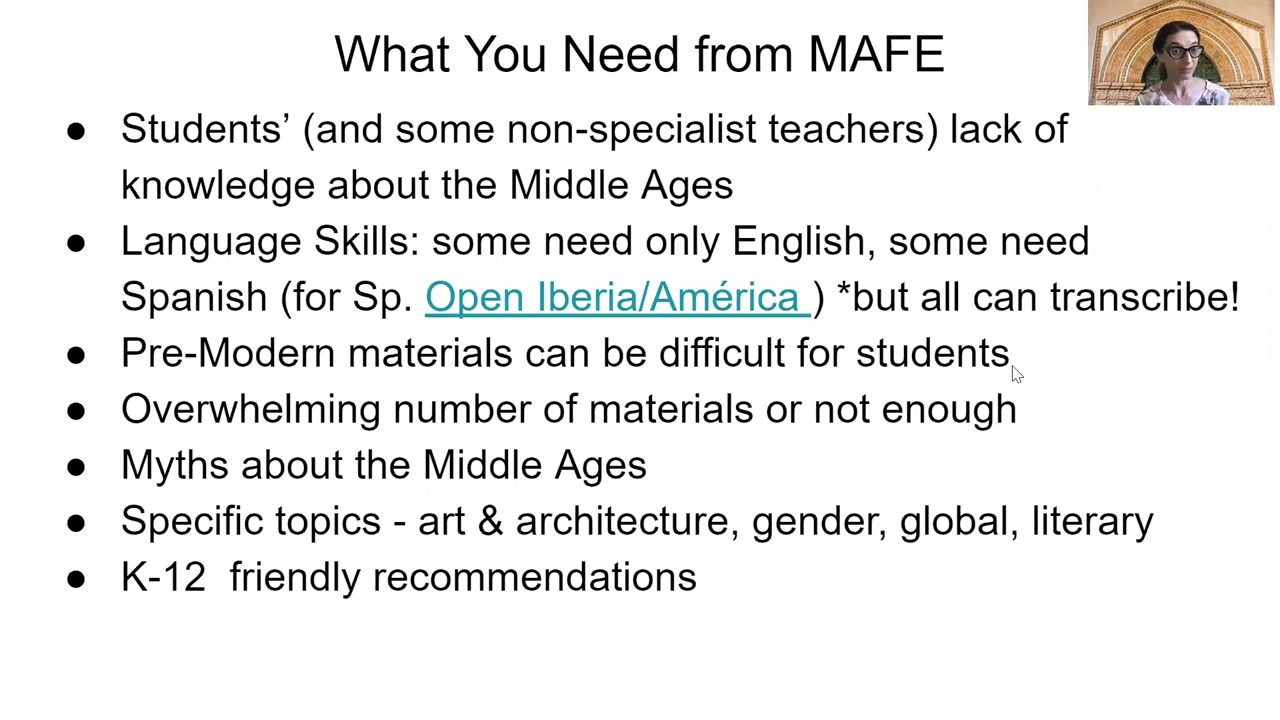 What You Need from MAFE
● Students’ (and some non-specialist teachers) lack of
knowledge about the Middle Ages
● Language Skills: some need only English, some need
Spanish (for Sp. Open Iberia/América ) *but all can transcribe!
● Pre-Modern materials can be difficult for students
● Overwhelming number of materials or not enough
● Myths about the Middle Ages
● Specific topics - art & architecture, gender, global, literary
● K-12  friendly recommendations